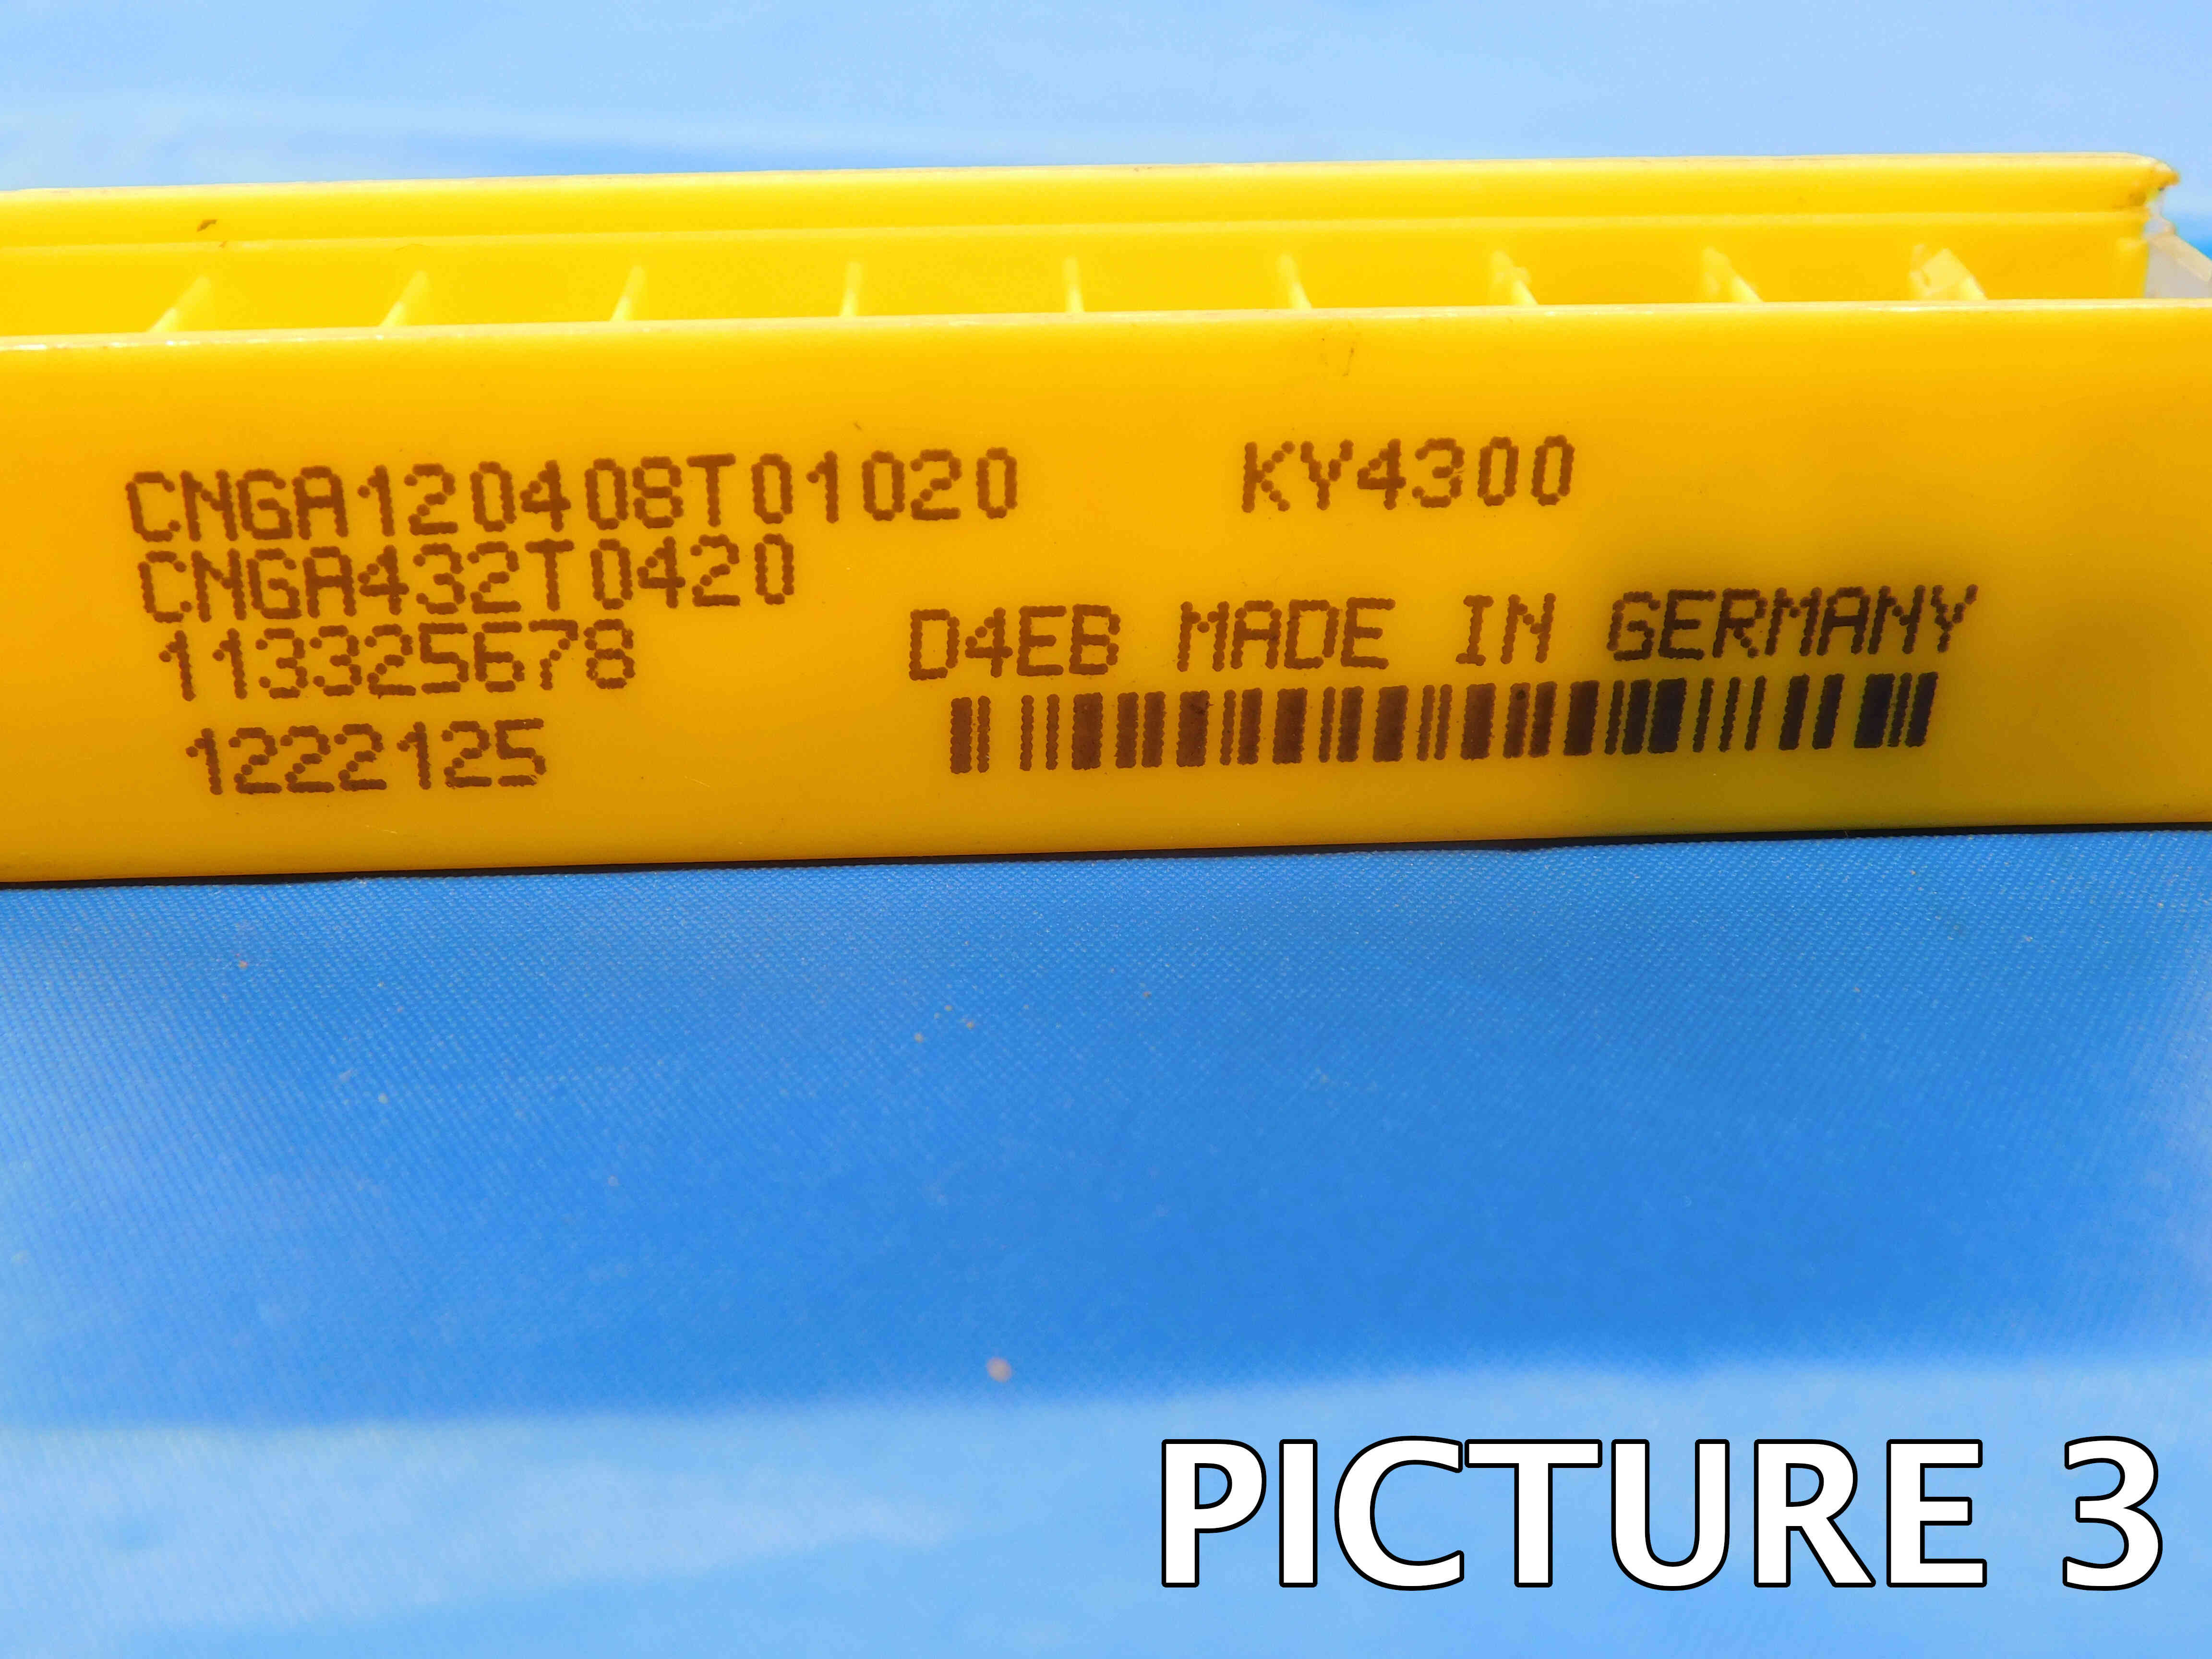 CNGA120408T01020 KY4300
CNGA432T0420
113325678 D4EB MADE IN GERMANY
1222125
PICTURE 3